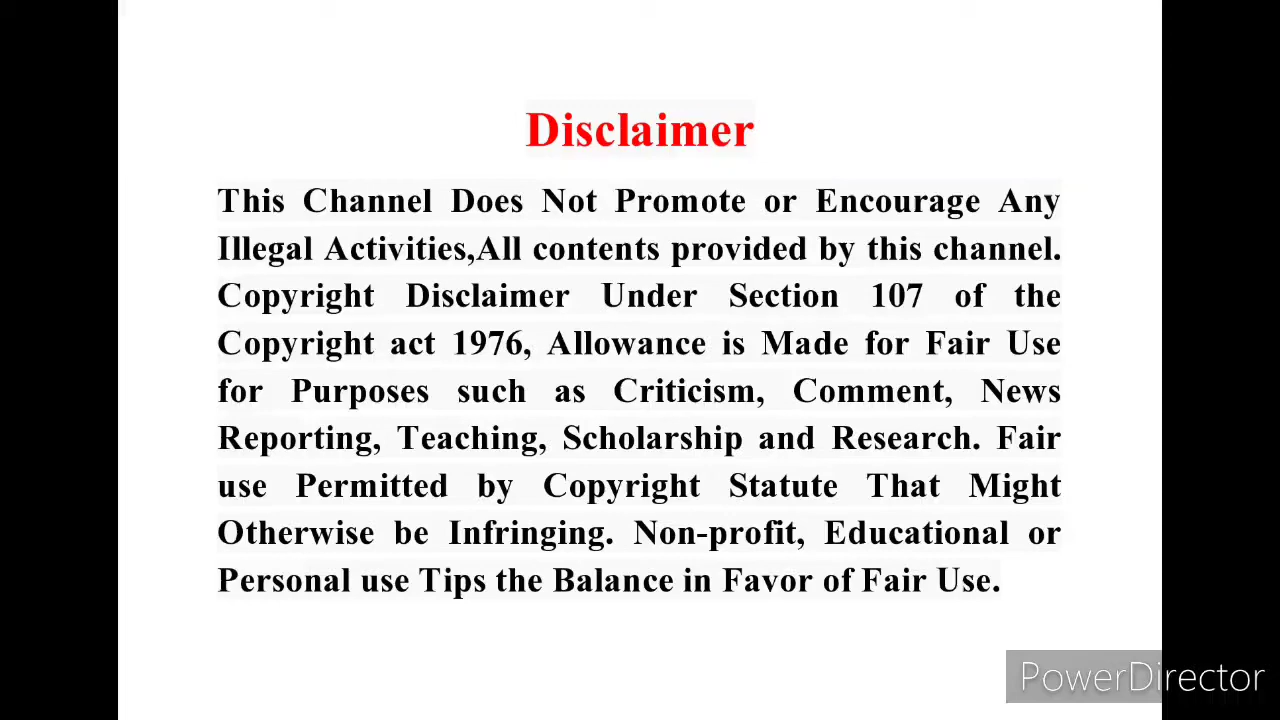 Disclaimer
This Channel Does Not Promote or Encourage Any
Illegal Activities,All contents provided by this channel.
Copyright Disclaimer Under Section 107 of the
Copyright act 1976, Allowance is Made for Fair Use
for Purposes such as Criticism, Comment, News
Reporting, Teaching, Scholarship and Research. Fair
use Permitted by Copyright Statute That Might
Otherwise be Infringing. Non-profit, Educational or
Personal use Tips the Balance in Favor of Fair Use.
PowerDirector